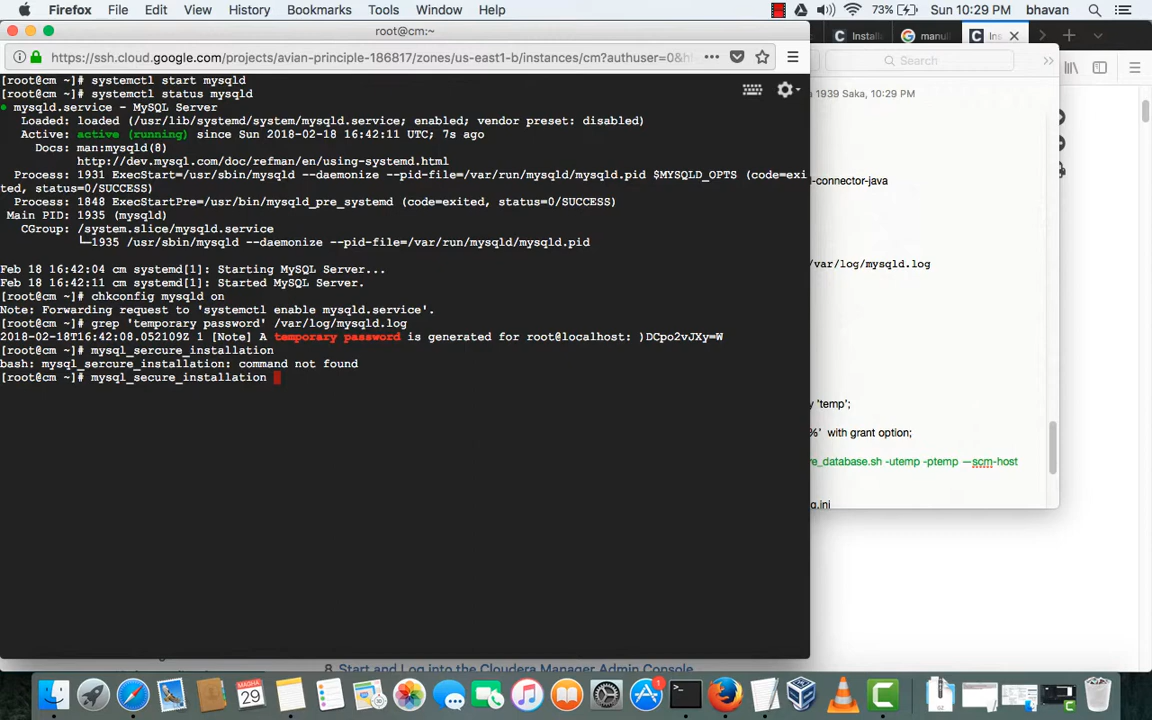 Firefox File Edit View History Bookmarks Tools Window Help 73% Sun 10:29 PM bhavan
root@cm:~
Installa manul Ins
https://ssh.cloud.google.com/projects/avian-principle-186817/zones/us-east1-b/instances/cm?authuser=0&h
Search
[root@cm ~]# systemctl start mysqld
[root@cm ~]# systemctl status mysqld
● mysqld.service - MySQL Server
Loaded: loaded (/usr/lib/systemd/system/mysqld.service; enabled; vendor preset: disabled)
Active: active (running) since Sun 2018-02-18 16:42:11 UTC; 7s ago
Docs: man:mysqld(8)
http://dev.mysql.com/doc/refman/en/using-systemd.html
Process: 1931 ExecStart=/usr/sbin/mysqld --daemonize --pid-file=/var/run/mysqld/mysqld.pid $MYSQLD_OPTS (code=exi
ted, status=0/SUCCESS)
Process: 1848 ExecStartPre=/usr/bin/mysqld_pre_systemd (code=exited, status=0/SUCCESS)
Main PID: 1935 (mysqld)
CGroup: /system.slice/mysqld.service
└─1935 /usr/sbin/mysqld --daemonize --pid-file=/var/run/mysqld/mysqld.pid
Feb 18 16:42:04 cm systemd[1]: Starting MySQL Server...
Feb 18 16:42:11 cm systemd[1]: Started MySQL Server.
[root@cm ~]# chkconfig mysqld on
Note: Forwarding request to 'systemctl enable mysqld.service'.
[root@cm ~]# grep 'temporary password' /var/log/mysqld.log
2018-02-18T16:42:08.052109Z 1 [Note] A temporary password is generated for root@localhost: )DCpo2vJXy=W
[root@cm ~]# mysql_sercure_installation
bash: mysql_sercure_installation: command not found
[root@cm ~]# mysql_secure_installation
1939 Saka, 10:29 PM
-connector-java
/var/log/mysqld.log
'temp';
%' with grant option;
re_database.sh -utemp -ptemp —scm-host
.ini
8. Start and Log into the Cloudera Manager Admin Console
MAR
29
1